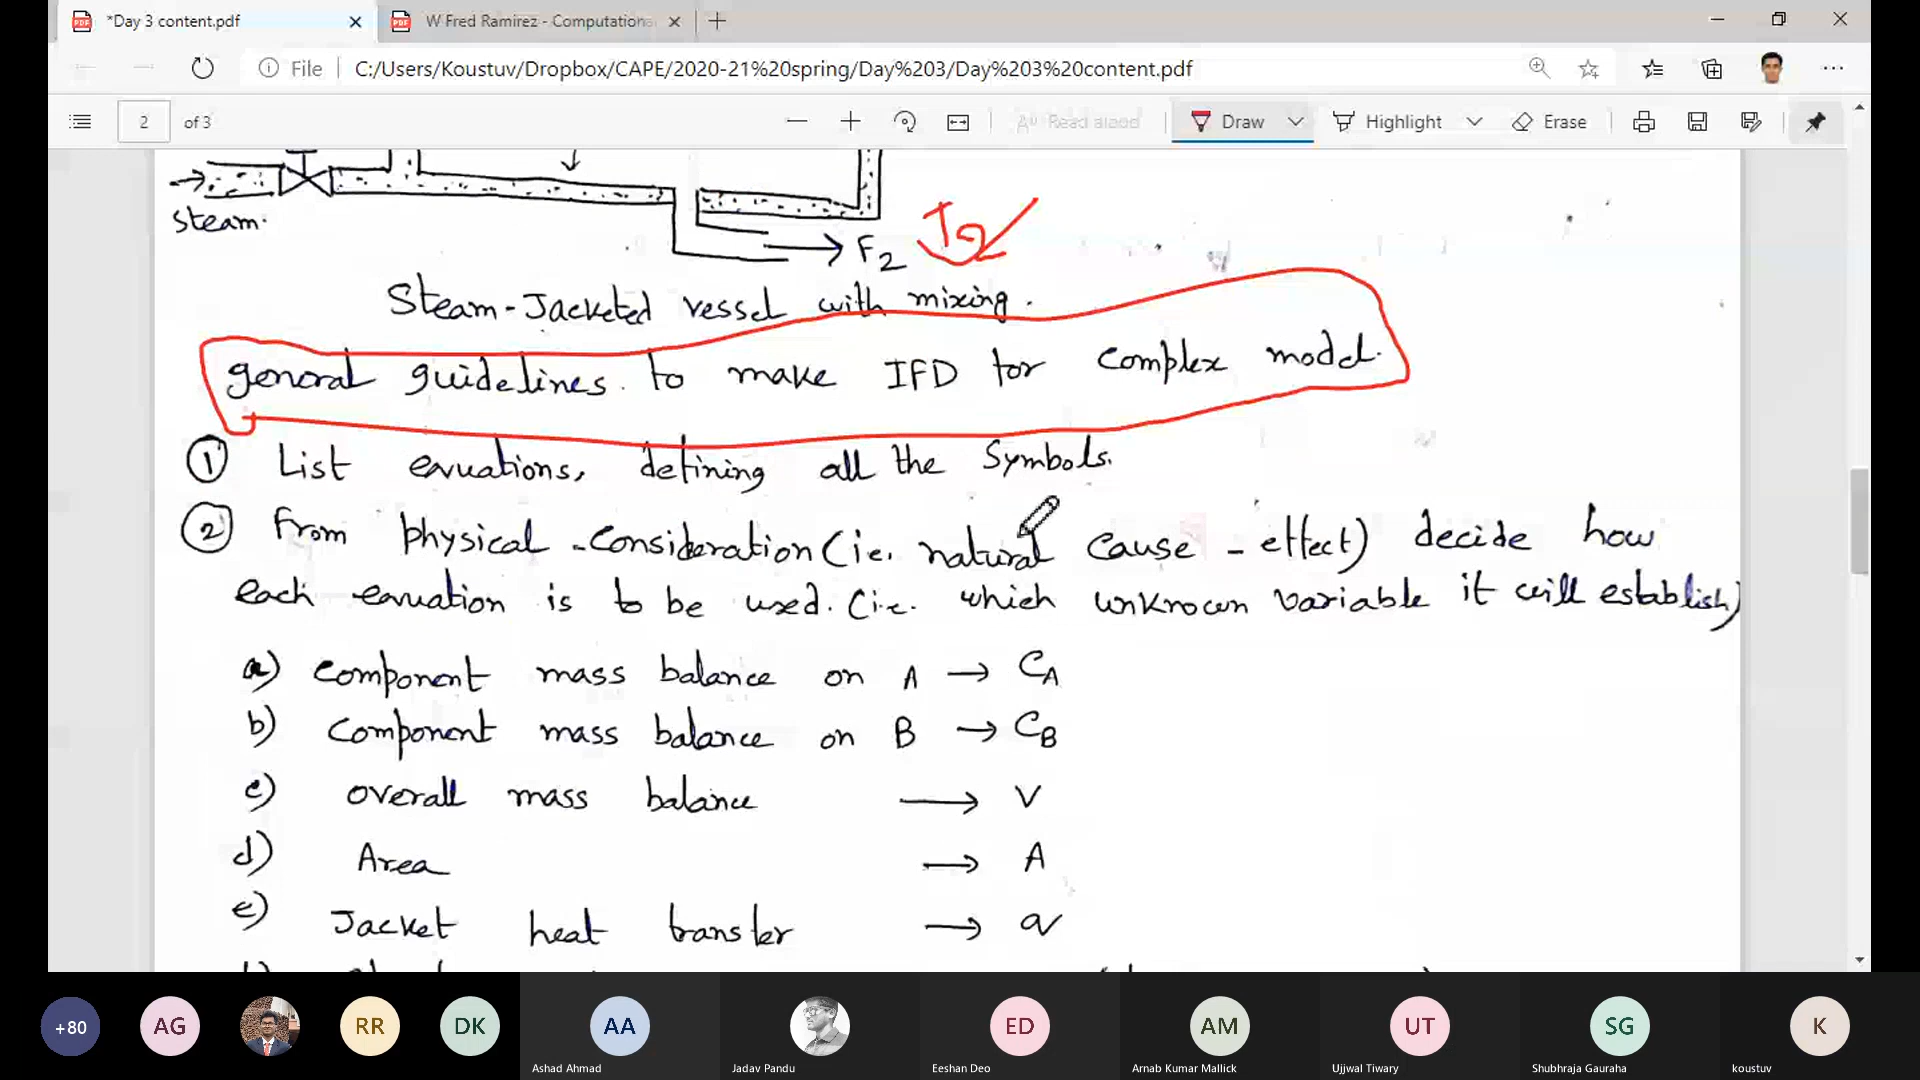 *Day 3 content.pdf
W Fred Ramirez - Computationa
File
C:/Users/Koustuv/Dropbox/CAPE/2020-21%20spring/Day%203/Day%203%20content.pdf
2 of 3
Read aloud
Draw
Highlight
Erase
steam.
F2 T2
Steam-Jacketed vessel with mixing.
general guidelines. to make IFD for complex model.
① List equations, defining all the Symbols.
② From physical -consideration (ie. natural cause - effect) decide how
each equation is to be used. (i.e. which unknown variable it will establish)
a) component mass balance on A → CA
b) component mass balance on B → CB
c) overall mass balance → V
d) Area → A
e) Jacket heat transfer → q
+80
AG
RR
DK
AA
ED
AM
UT
SG
K
Ashad Ahmad
Jadav Pandu
Eeshan Deo
Arnab Kumar Mallick
Ujjwal Tiwary
Shubhraja Gauraha
koustuv